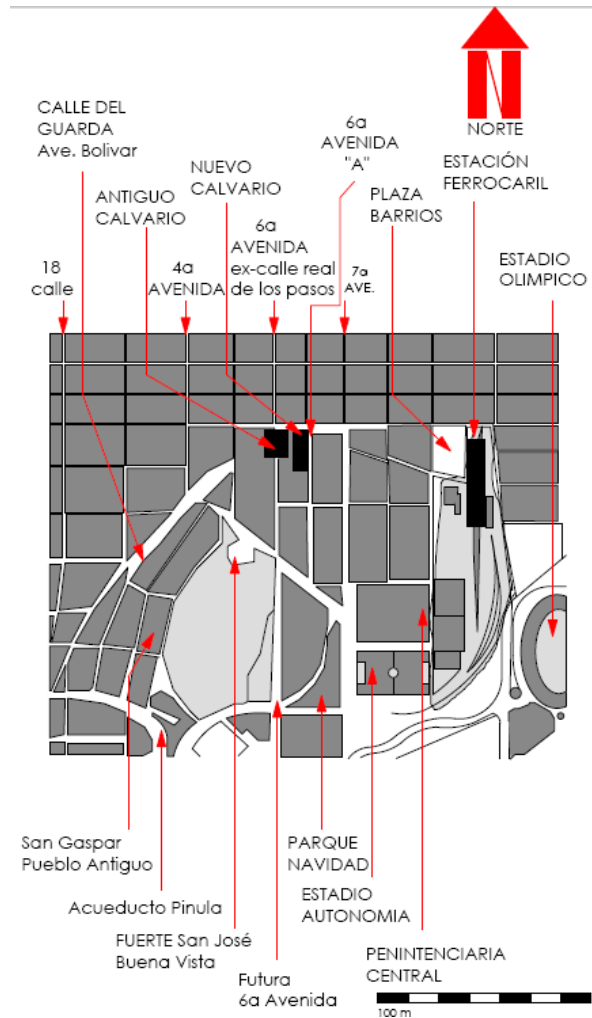 N
NORTE
CALLE DEL
GUARDA
Ave. Bolivar
ANTIGUO
CALVARIO
NUEVO
CALVARIO
6a
AVENIDA
"A"
PLAZA
BARRIOS
ESTACIÓN
FERROCARIL
ESTADIO
OLIMPICO
18
calle
4a
AVENIDA
6a
AVENIDA
ex-calle real
de los pasos
7a
AVE.
San Gaspar
Pueblo Antiguo
Acueducto Pinula
FUERTE San José
Buena Vista
Futura
6a Avenida
PARQUE
NAVIDAD
ESTADIO
AUTONOMIA
PENINTENCIARIA
CENTRAL
100 m